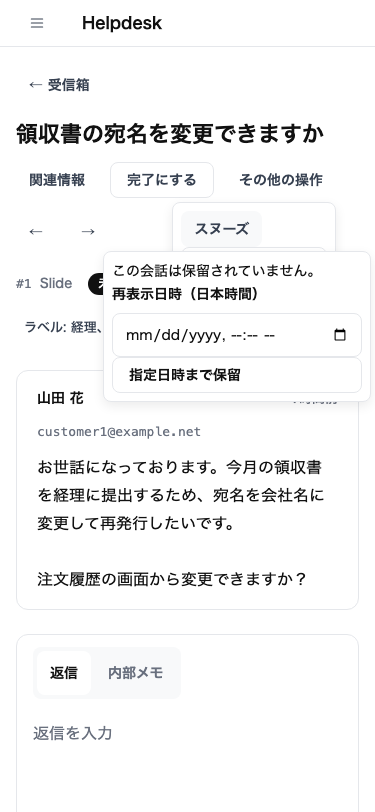 Helpdesk
← 受信箱
領収書の宛名を変更できますか
関連情報 完了にする その他の操作
← →
スヌーズ
この会話は保留されていません。
再表示日時（日本時間）
mm/dd/yyyy, --:-- --
指定日時まで保留
#1 Slide
ラベル: 経理、
山田 花
customer1@example.net
お世話になっております。今月の領収書
を経理に提出するため、宛名を会社名に
変更して再発行したいです。
注文履歴の画面から変更できますか？
返信 内部メモ
返信を入力